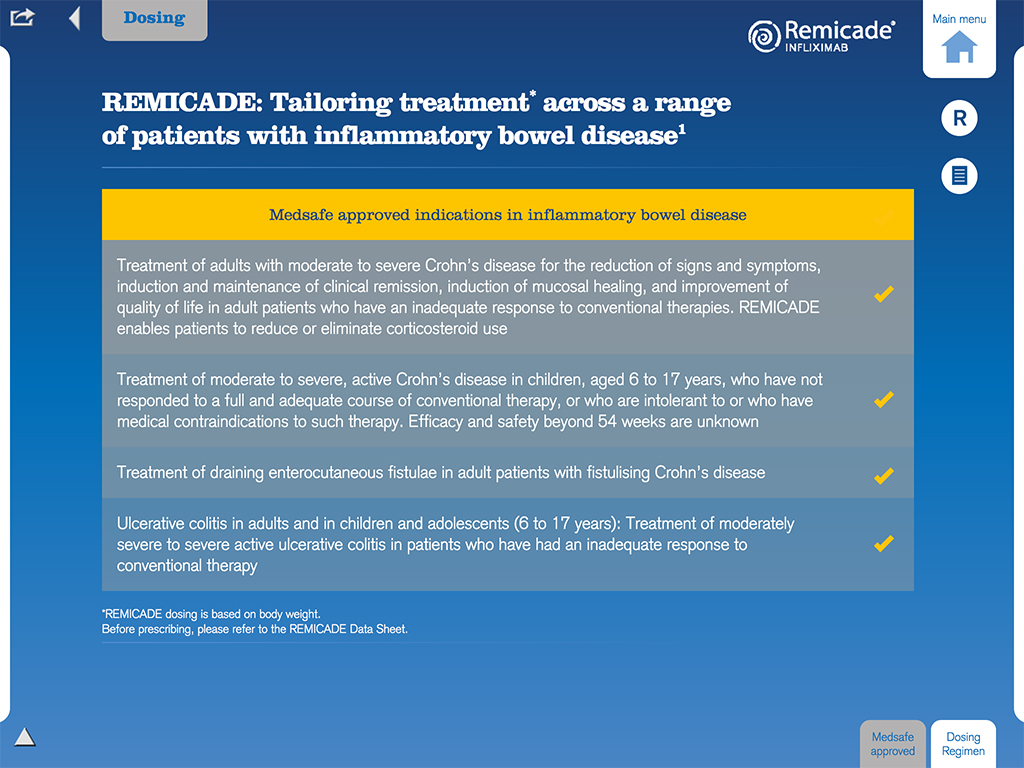 Dosing
Remicade®
INFLIXIMAB
Main menu
REMICADE: Tailoring treatment* across a range
of patients with inflammatory bowel disease¹
R
Medsafe approved indications in inflammatory bowel disease
Treatment of adults with moderate to severe Crohn's disease for the reduction of signs and symptoms,
induction and maintenance of clinical remission, induction of mucosal healing, and improvement of
quality of life in adult patients who have an inadequate response to conventional therapies. REMICADE
enables patients to reduce or eliminate corticosteroid use
Treatment of moderate to severe, active Crohn's disease in children, aged 6 to 17 years, who have not
responded to a full and adequate course of conventional therapy, or who are intolerant to or who have
medical contraindications to such therapy. Efficacy and safety beyond 54 weeks are unknown
Treatment of draining enterocutaneous fistulae in adult patients with fistulising Crohn's disease
Ulcerative colitis in adults and in children and adolescents (6 to 17 years): Treatment of moderately
severe to severe active ulcerative colitis in patients who have had an inadequate response to
conventional therapy
*REMICADE dosing is based on body weight.
Before prescribing, please refer to the REMICADE Data Sheet.
Medsafe
approved
Dosing
Regimen